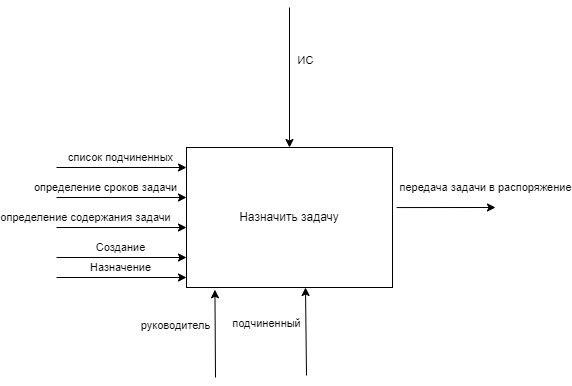 ИС
список подчиненных
определение сроков задачи
передача задачи в распоряжение
определение содержания задачи
Назначить задачу
Создание
Назначение
руководитель
подчиненный